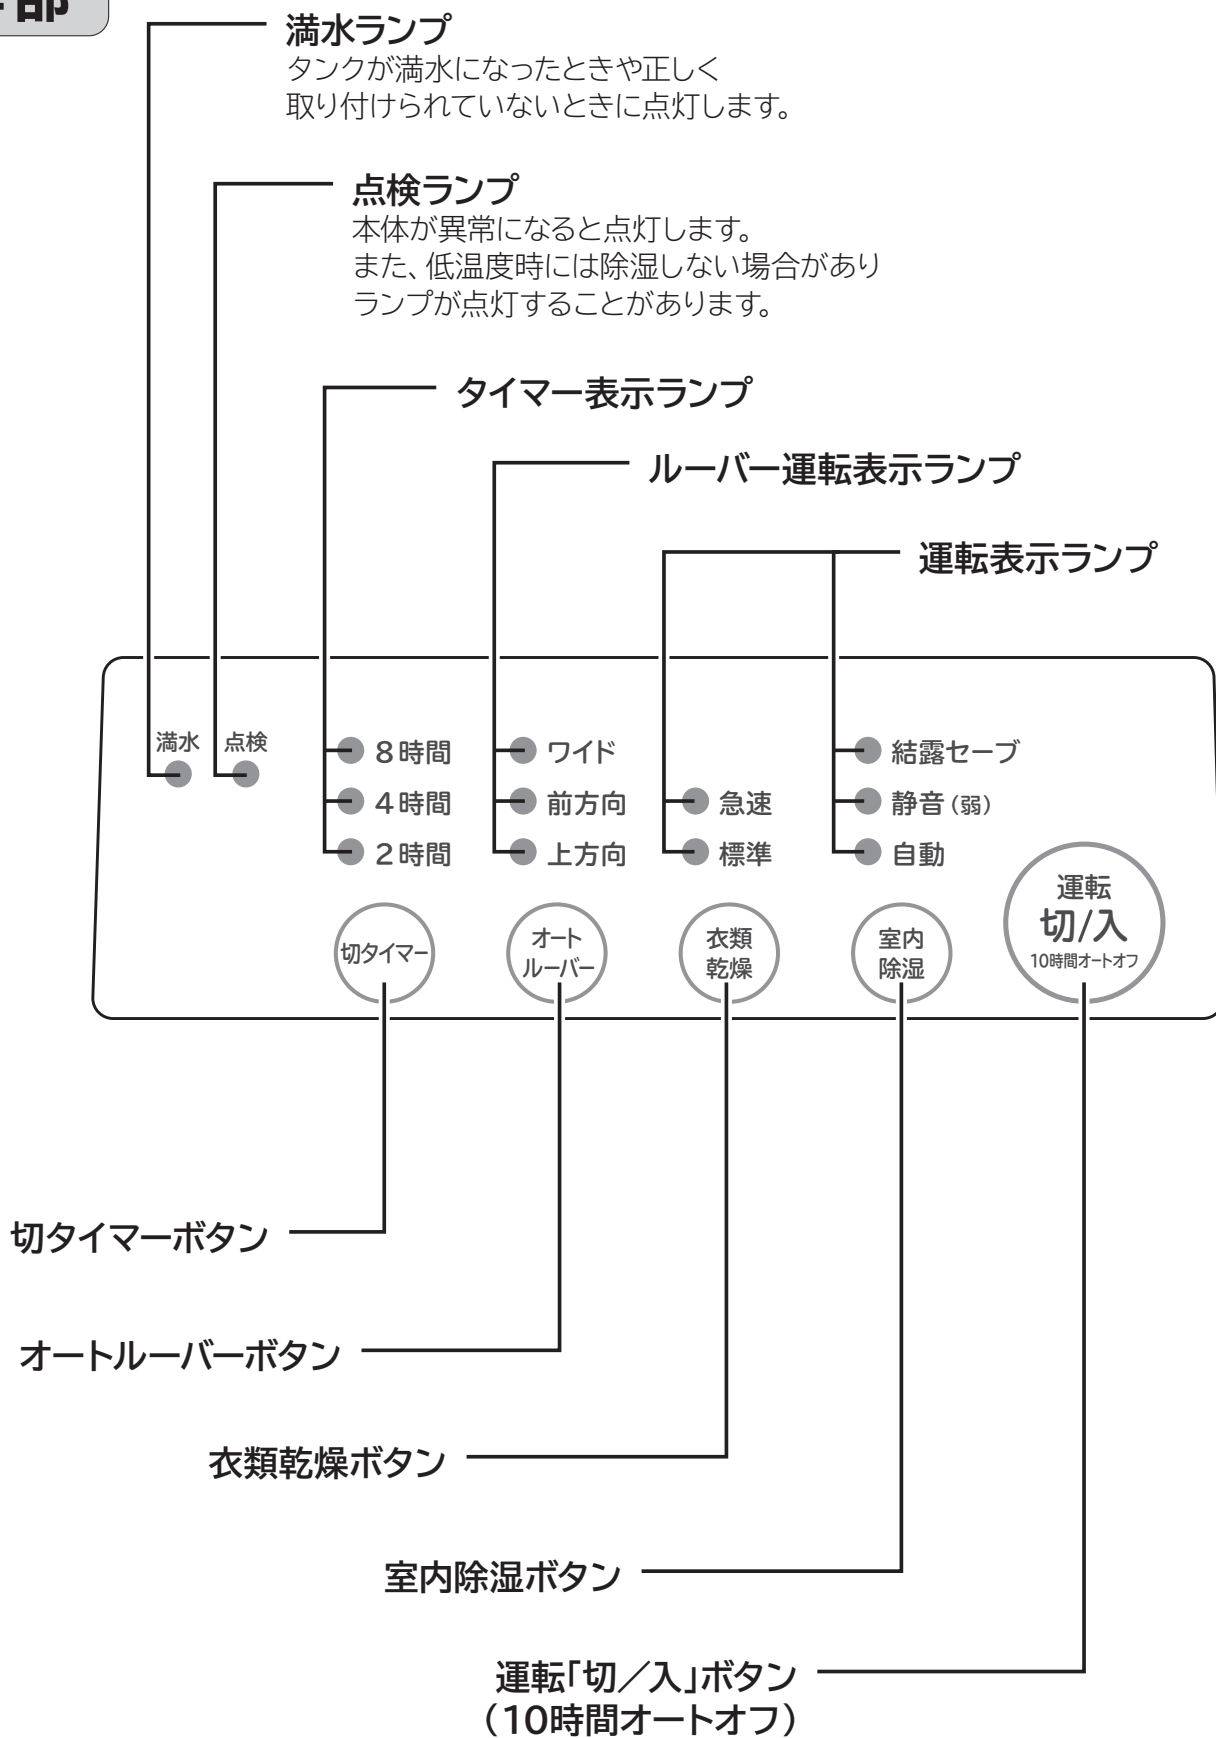 部
満水ランプ
タンクが満水になったときや正しく
取り付けられていないときに点灯します。
点検ランプ
本体が異常になると点灯します。
また、低温度時には除湿しない場合があり
ランプが点灯することがあります。
タイマー表示ランプ
ルーバー運転表示ランプ
運転表示ランプ
満水 点検
8時間 ワイド 結露セーブ
4時間 前方向 急速 静音(弱)
2時間 上方向 標準 自動
切タイマー
オート
ルーバー
衣類
乾燥
室内
除湿
運転
切/入
10時間オートオフ
切タイマーボタン
オートルーバーボタン
衣類乾燥ボタン
室内除湿ボタン
運転「切／入」ボタン
（10時間オートオフ）